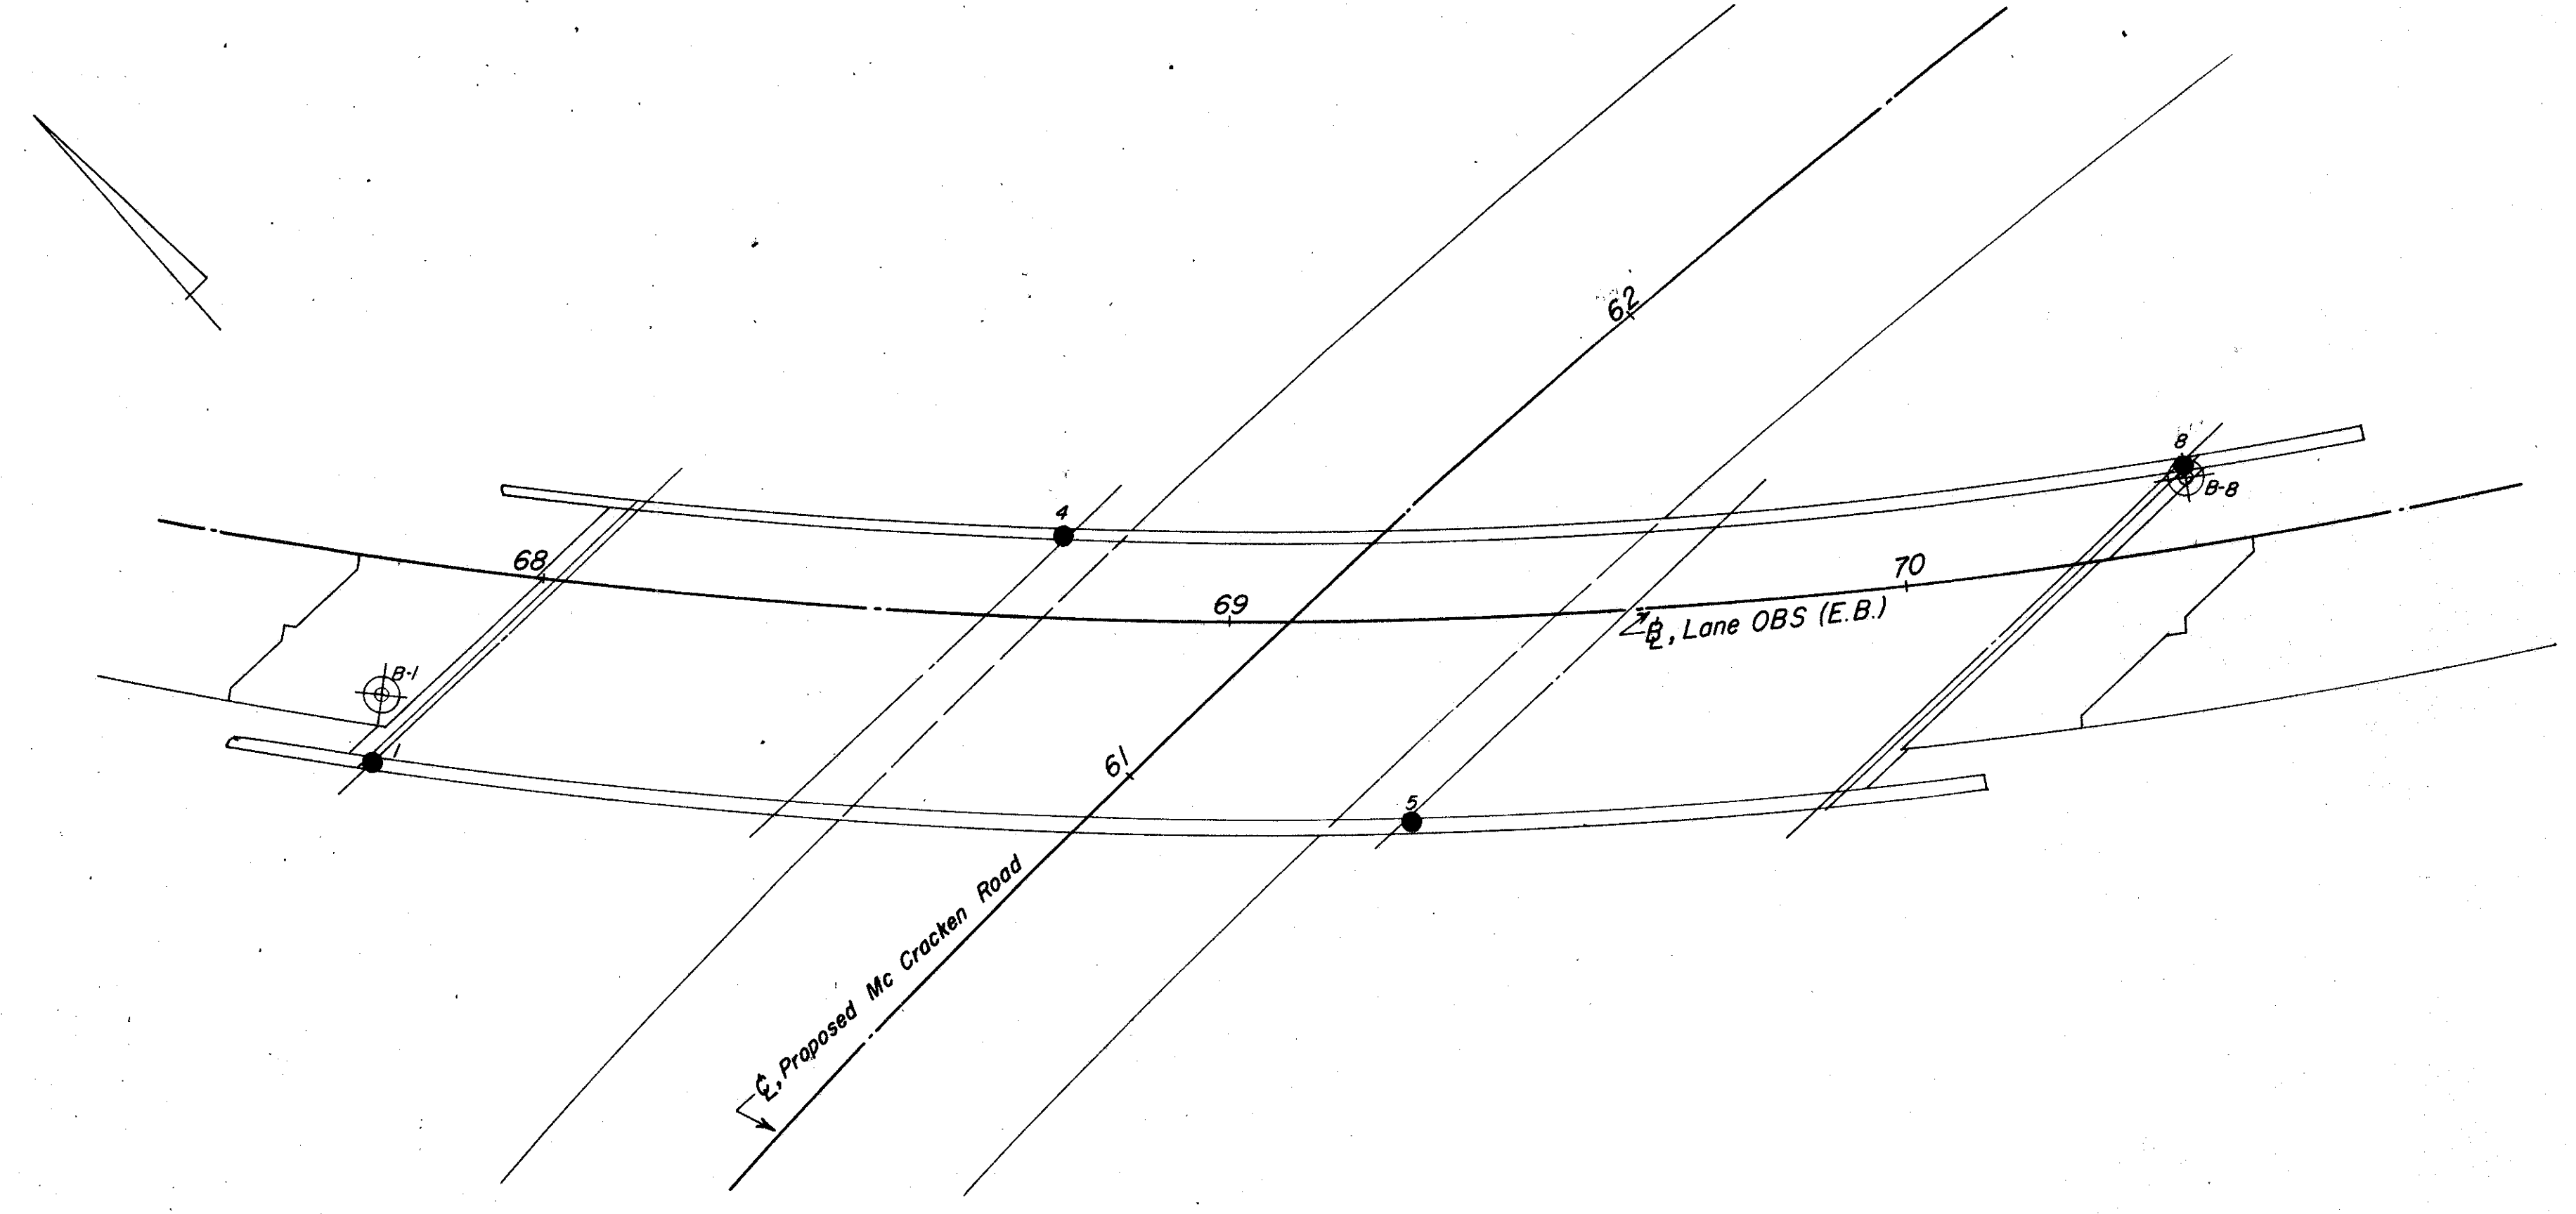 62
4
8
B-8
68
69
70
℄, Lane OBS (E.B.)
B-1
1
61
5
℄, Proposed Mc Cracken Road